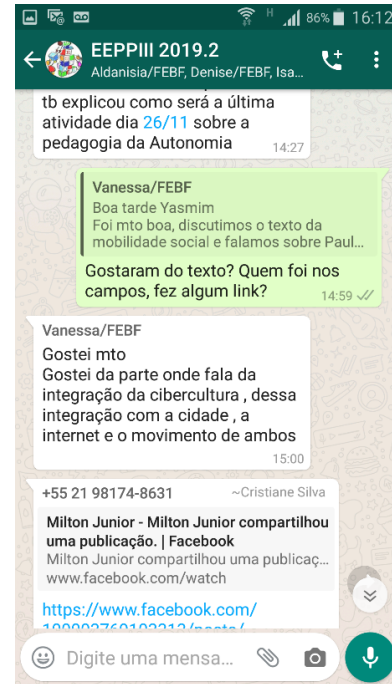 H 86% 16:12
EEPPIII 2019.2
Aldanisia/FEBF, Denise/FEBF, Isa...
tb explicou como será a última
atividade dia 26/11 sobre a
pedagogia da Autonomia 14:27
Vanessa/FEBF
Boa tarde Yasmim
Foi mto boa, discutimos o texto da
mobilidade social e falamos sobre Paul...
Gostaram do texto? Quem foi nos
campos, fez algum link? 14:59
Vanessa/FEBF
Gostei mto
Gostei da parte onde fala da
integração da cibercultura , dessa
integração com a cidade , a
internet e o movimento de ambos
15:00
+55 21 98174-8631 ~Cristiane Silva
Milton Junior - Milton Junior compartilhou
uma publicação. | Facebook
Milton Junior compartilhou uma publicaç...
www.facebook.com/watch
https://www.facebook.com/
Digite uma mensa...